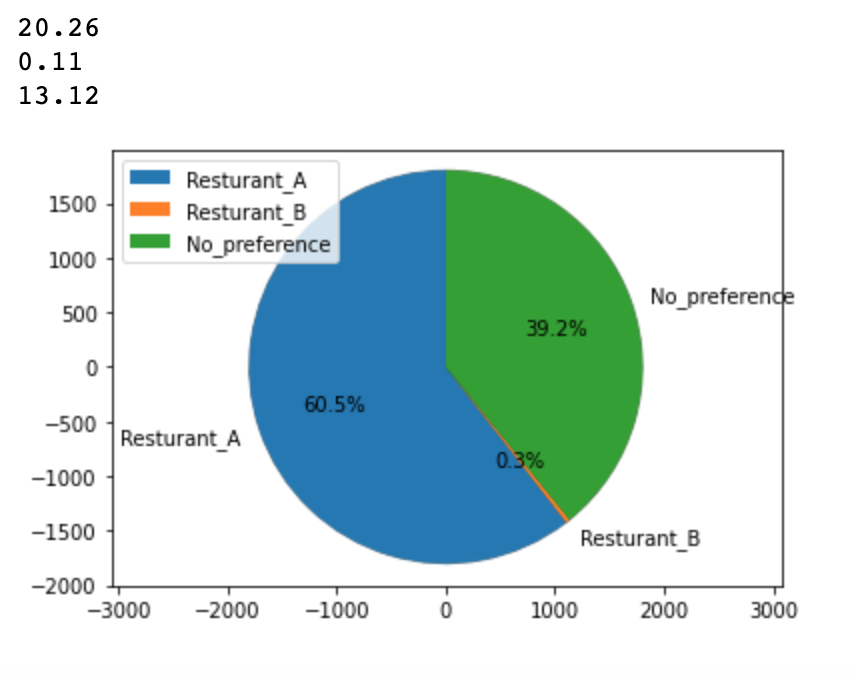 20.26
0.11
13.12
Resturant_A
Resturant_B
No_preference
1500
1000
500
0
−500
−1000
−1500
−2000
No_preference
39.2%
60.5%
Resturant_A
0.3%
Resturant_B
−3000 −2000 −1000 0 1000 2000 3000